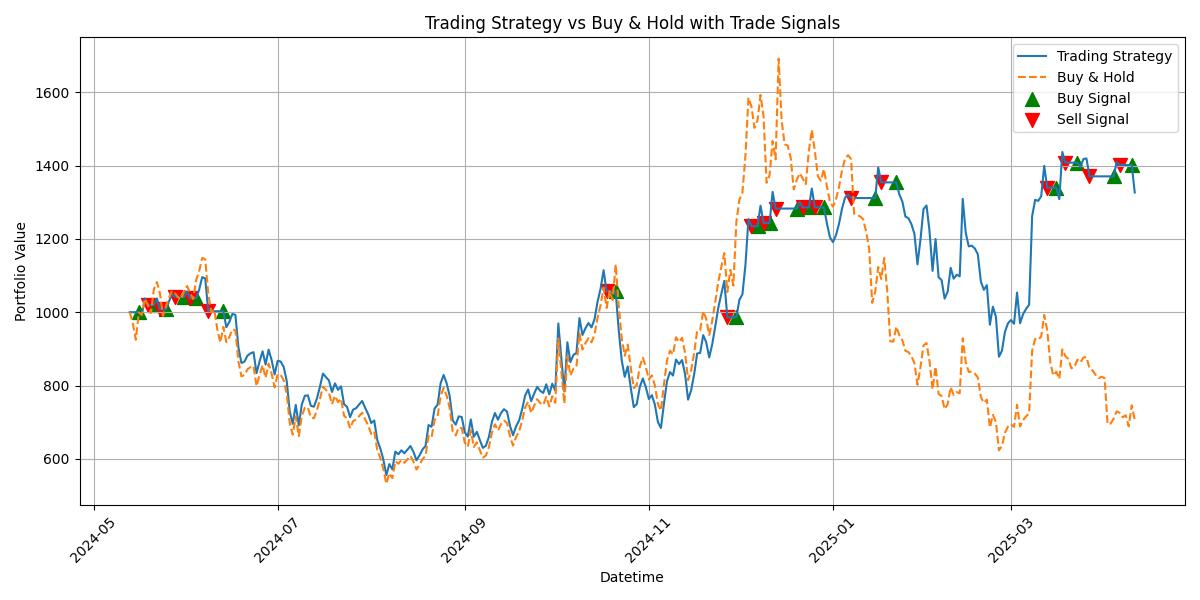 Trading Strategy vs Buy & Hold with Trade Signals
Trading Strategy
Buy & Hold
Buy Signal
Sell Signal
Portfolio Value
1600
1400
1200
1000
800
600
2024-05
2024-07
2024-09
2024-11
2025-01
2025-03
Datetime